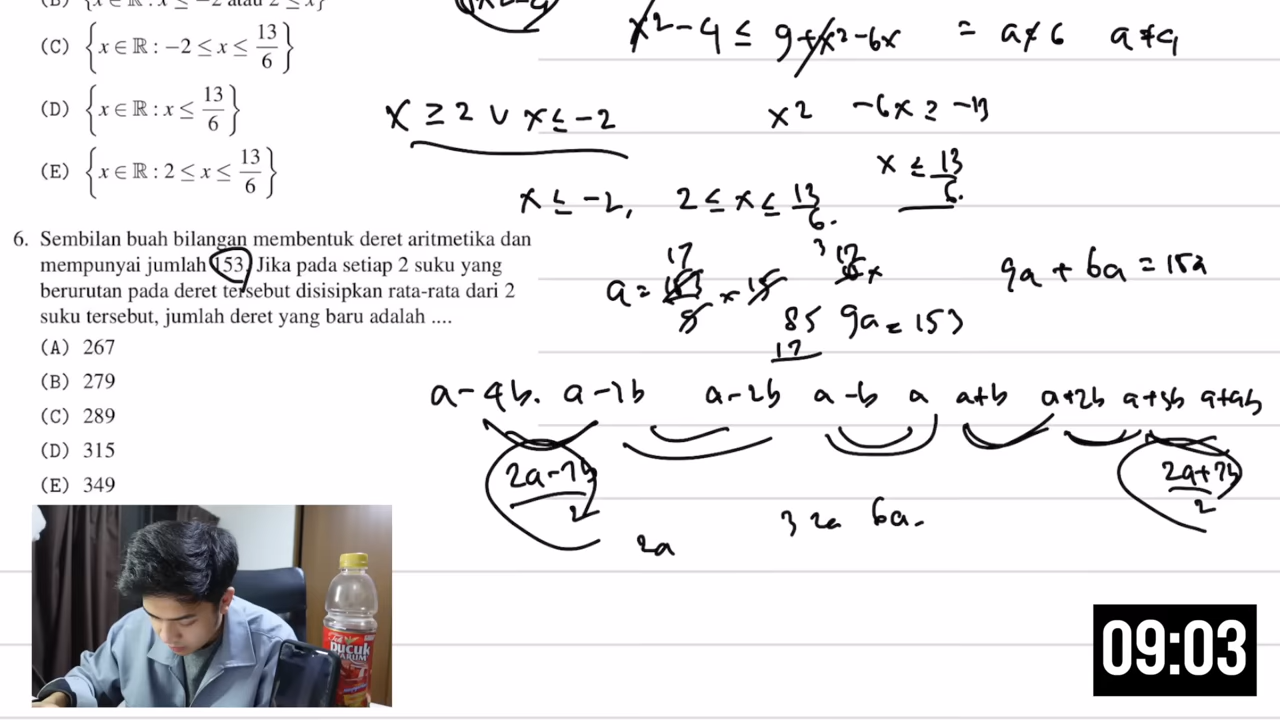 (C) {x ∈ ℝ : −2 ≤ x ≤ 13/6}
(D) {x ∈ ℝ : x ≤ 13/6}
(E) {x ∈ ℝ : 2 ≤ x ≤ 13/6}
6. Sembilan buah bilangan membentuk deret aritmetika dan
mempunyai jumlah 153. Jika pada setiap 2 suku yang
berurutan pada deret tersebut disisipkan rata-rata dari 2
suku tersebut, jumlah deret yang baru adalah ....
(A) 267
(B) 279
(C) 289
(D) 315
(E) 349
x² − 4 ≤ 9 + x² − 6x
x ≥ 2 ∨ x ≤ −2
x² −6x ≥ −13
x ≤ 13/6
x ≤ −2, 2 ≤ x ≤ 13/6.
17
a =
85
17
9a = 153
9a + 6a = 153
a − 4b. a − 3b a − 2b a − b a a + b a + 2b a + 3b a + 4b
2a − 7b / 2
2a + 7b / 2
2a
3 2a 6a.
Pucuk
09:03